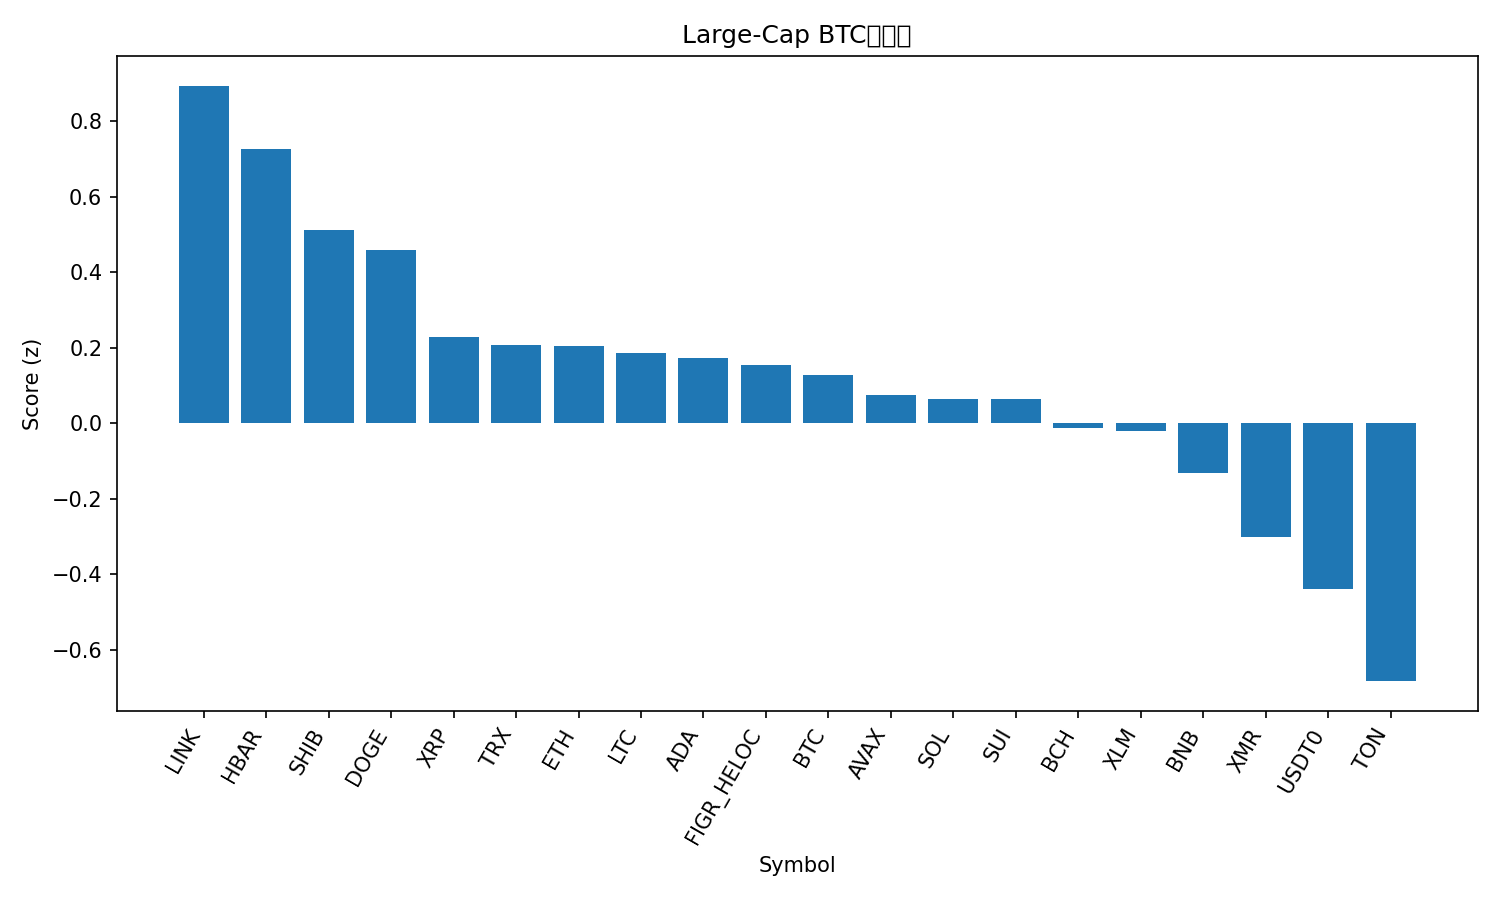 Large-Cap BTC
Score (z)
0.8
0.6
0.4
0.2
0.0
−0.2
−0.4
−0.6
LINK
HBAR
SHIB
DOGE
XRP
TRX
ETH
LTC
ADA
FIGR_HELOC
BTC
AVAX
SOL
SUI
BCH
XLM
BNB
XMR
USDT0
TON
Symbol